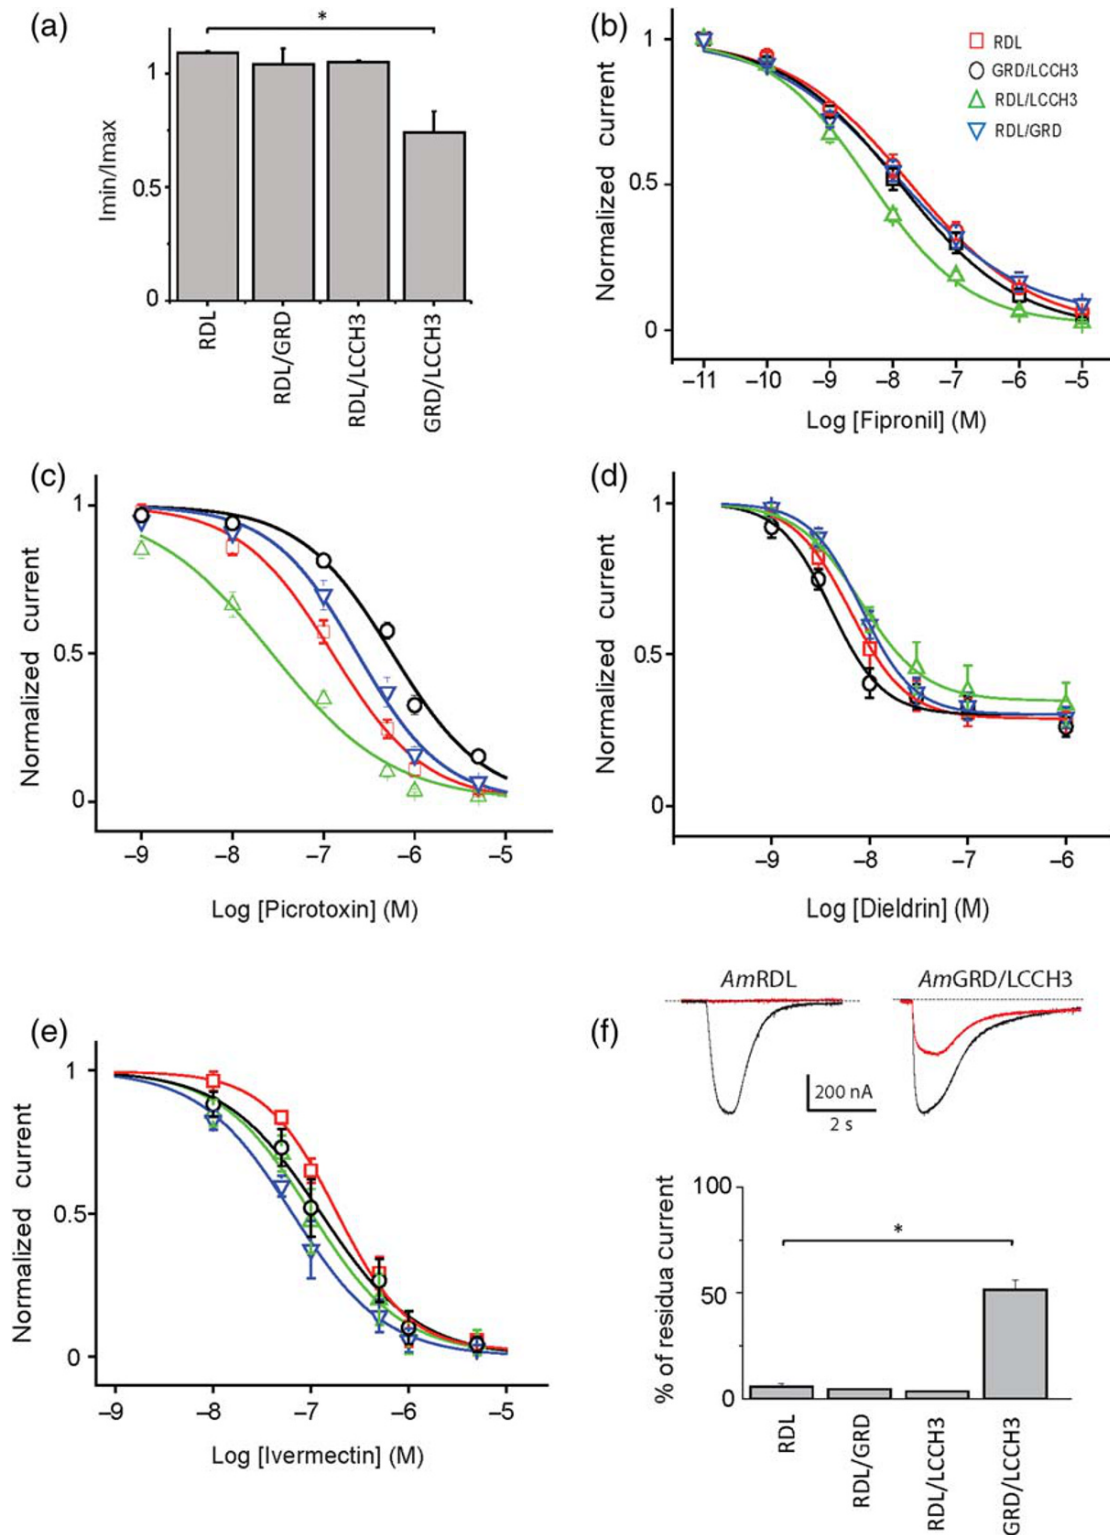 (a)
*
Imin/Imax
1
0.5
0
RDL
RDL/GRD
RDL/LCCH3
GRD/LCCH3
(b)
Normalized current
1
0.5
0
RDL
GRD/LCCH3
RDL/LCCH3
RDL/GRD
–11 –10 –9 –8 –7 –6 –5
Log [Fipronil] (M)
(c)
Normalized current
1
0.5
0
–9 –8 –7 –6 –5
Log [Picrotoxin] (M)
(d)
Normalized current
1
0.5
0
–9 –8 –7 –6
Log [Dieldrin] (M)
(e)
Normalized current
1
0.5
0
–9 –8 –7 –6 –5
Log [Ivermectin] (M)
(f)
AmRDL
AmGRD/LCCH3
200 nA
2 s
% of residua current
100
50
0
*
RDL
RDL/GRD
RDL/LCCH3
GRD/LCCH3